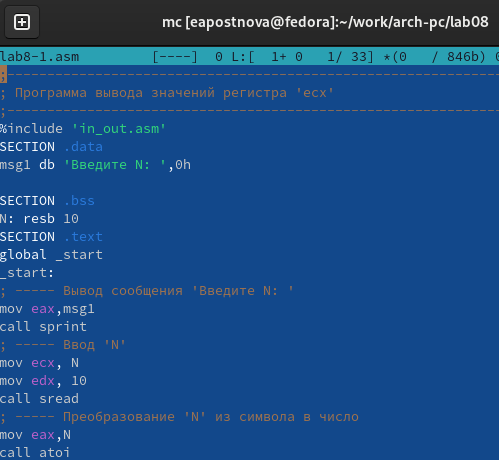 mc [eapostnova@fedora]:~/work/arch-pc/lab08
lab8-1.asm [----] 0 L:[ 1+ 0 1/ 33] *(0 / 846b) 0
;---------------------------------------------------------------
; Программа вывода значений регистра 'ecx'
;---------------------------------------------------------------
%include 'in_out.asm'
SECTION .data
msg1 db 'Введите N: ',0h
SECTION .bss
N: resb 10
SECTION .text
global _start
_start:
; ----- Вывод сообщения 'Введите N: '
mov eax,msg1
call sprint
; ----- Ввод 'N'
mov ecx, N
mov edx, 10
call sread
; ----- Преобразование 'N' из символа в число
mov eax,N
call atoi